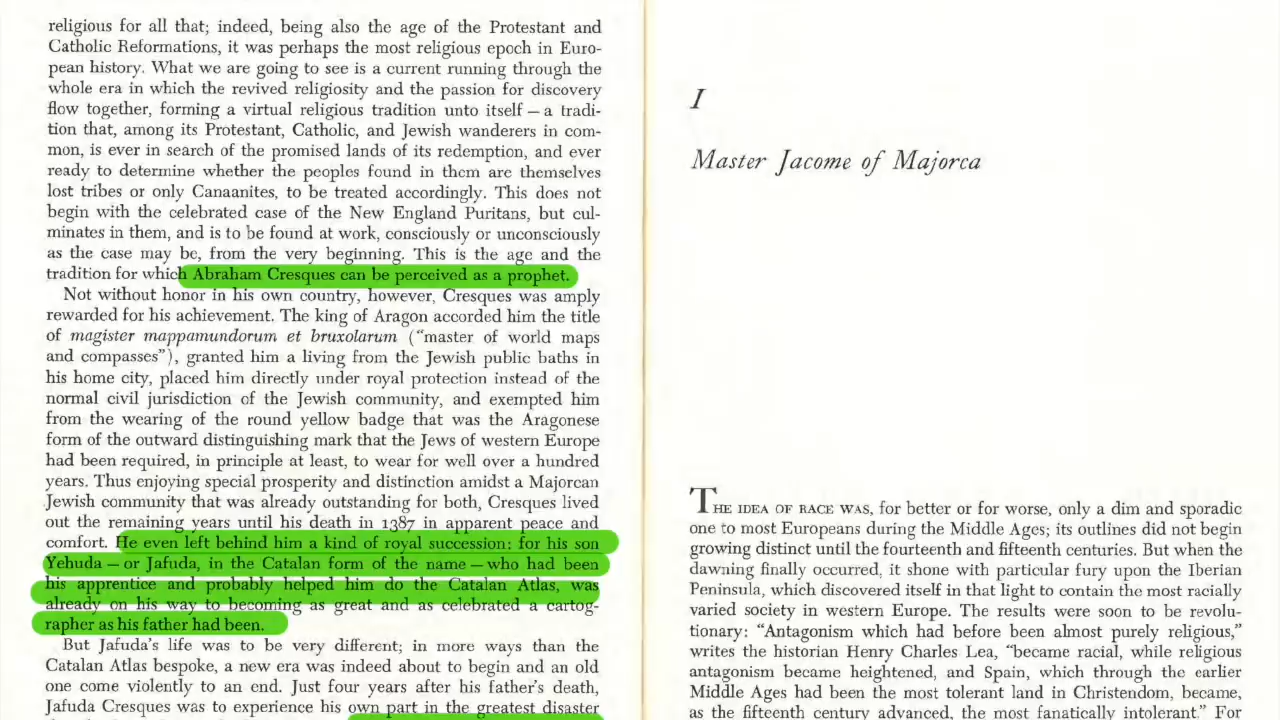 religious for all that; indeed, being also the age of the Protestant and
Catholic Reformations, it was perhaps the most religious epoch in Euro-
pean history. What we are going to see is a current running through the
whole era in which the revived religiosity and the passion for discovery
flow together, forming a virtual religious tradition unto itself — a tradi-
tion that, among its Protestant, Catholic, and Jewish wanderers in com-
mon, is ever in search of the promised lands of its redemption, and ever
ready to determine whether the peoples found in them are themselves
lost tribes or only Canaanites, to be treated accordingly. This does not
begin with the celebrated case of the New England Puritans, but cul-
minates in them, and is to be found at work, consciously or unconsciously
as the case may be, from the very beginning. This is the age and the
tradition for which Abraham Cresques can be perceived as a prophet.
Not without honor in his own country, however, Cresques was amply
rewarded for his achievement. The king of Aragon accorded him the title
of magister mappamundorum et bruxolarum (“master of world maps
and compasses”), granted him a living from the Jewish public baths in
his home city, placed him directly under royal protection instead of the
normal civil jurisdiction of the Jewish community, and exempted him
from the wearing of the round yellow badge that was the Aragonese
form of the outward distinguishing mark that the Jews of western Europe
had been required, in principle at least, to wear for well over a hundred
years. Thus enjoying special prosperity and distinction amidst a Majorcan
Jewish community that was already outstanding for both, Cresques lived
out the remaining years until his death in 1387 in apparent peace and
comfort. He even left behind him a kind of royal succession: for his son
Yehuda — or Jafuda, in the Catalan form of the name — who had been
his apprentice and probably helped him do the Catalan Atlas, was
already on his way to becoming as great and as celebrated a cartog-
rapher as his father had been.
But Jafuda’s life was to be very different; in more ways than the
Catalan Atlas bespoke, a new era was indeed about to begin and an old
one come violently to an end. Just four years after his father’s death,
Jafuda Cresques was to experience his own part in the greatest disaster
I
Master Jacome of Majorca
THE IDEA OF RACE WAS, for better or for worse, only a dim and sporadic
one to most Europeans during the Middle Ages; its outlines did not begin
growing distinct until the fourteenth and fifteenth centuries. But when the
dawning finally occurred, it shone with particular fury upon the Iberian
Peninsula, which discovered itself in that light to contain the most racially
varied society in western Europe. The results were soon to be revolu-
tionary: “Antagonism which had before been almost purely religious,”
writes the historian Henry Charles Lea, “became racial, while religious
antagonism became heightened, and Spain, which through the earlier
Middle Ages had been the most tolerant land in Christendom, became,
as the fifteenth century advanced, the most fanatically intolerant.” For